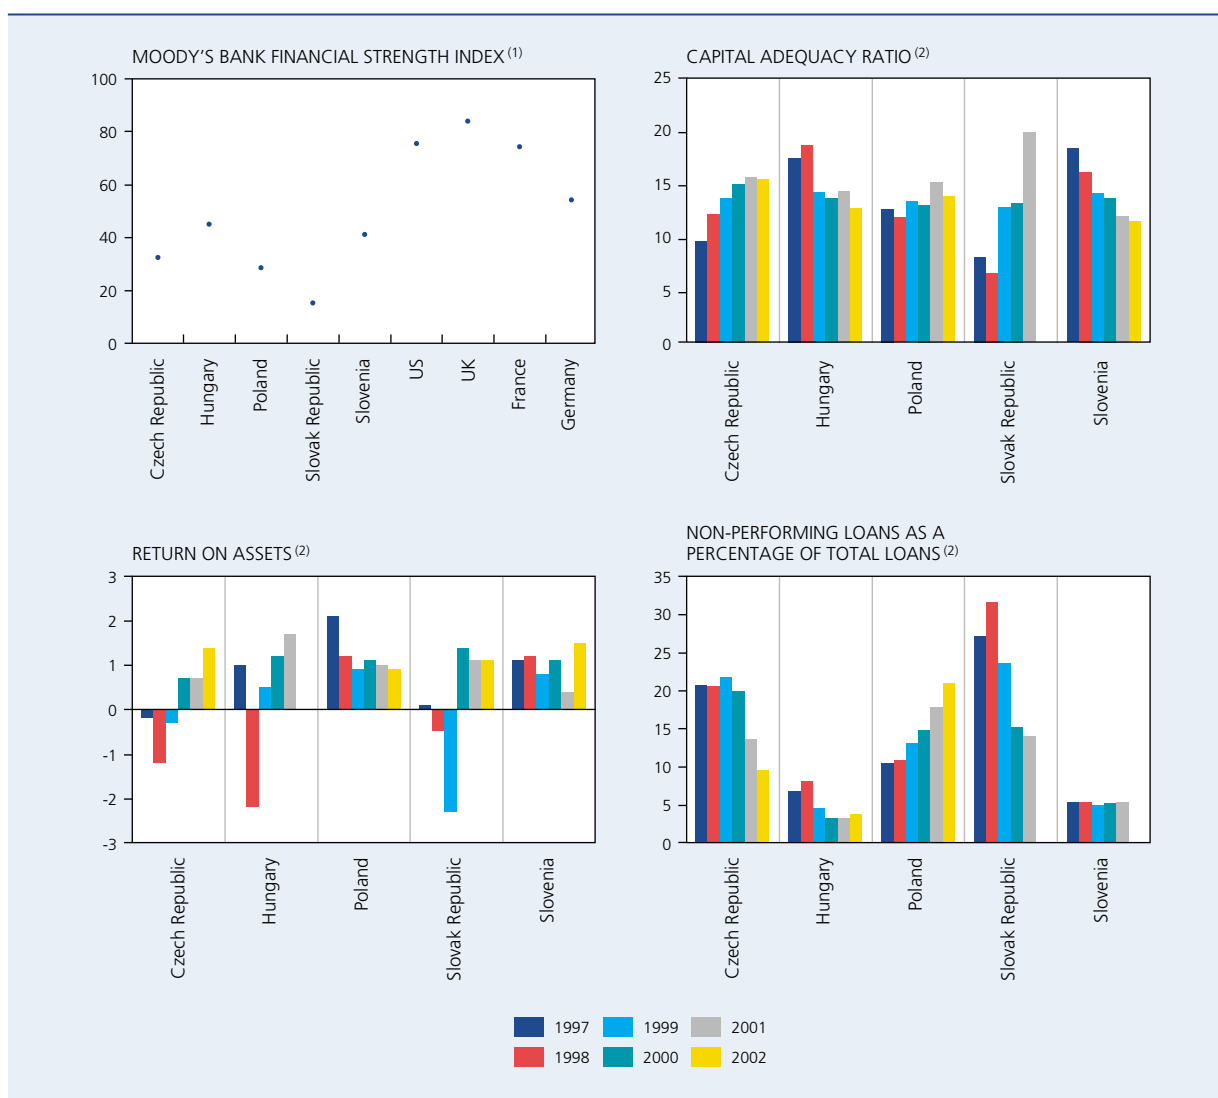 MOODY'S BANK FINANCIAL STRENGTH INDEX (1)
100
80
60
40
20
0
Czech Republic
Hungary
Poland
Slovak Republic
Slovenia
US
UK
France
Germany
CAPITAL ADEQUACY RATIO (2)
25
20
15
10
5
0
Czech Republic
Hungary
Poland
Slovak Republic
Slovenia
RETURN ON ASSETS (2)
3
2
1
0
-1
-2
-3
Czech Republic
Hungary
Poland
Slovak Republic
Slovenia
NON-PERFORMING LOANS AS A
PERCENTAGE OF TOTAL LOANS (2)
35
30
25
20
15
10
5
0
Czech Republic
Hungary
Poland
Slovak Republic
Slovenia
1997 1999 2001
1998 2000 2002